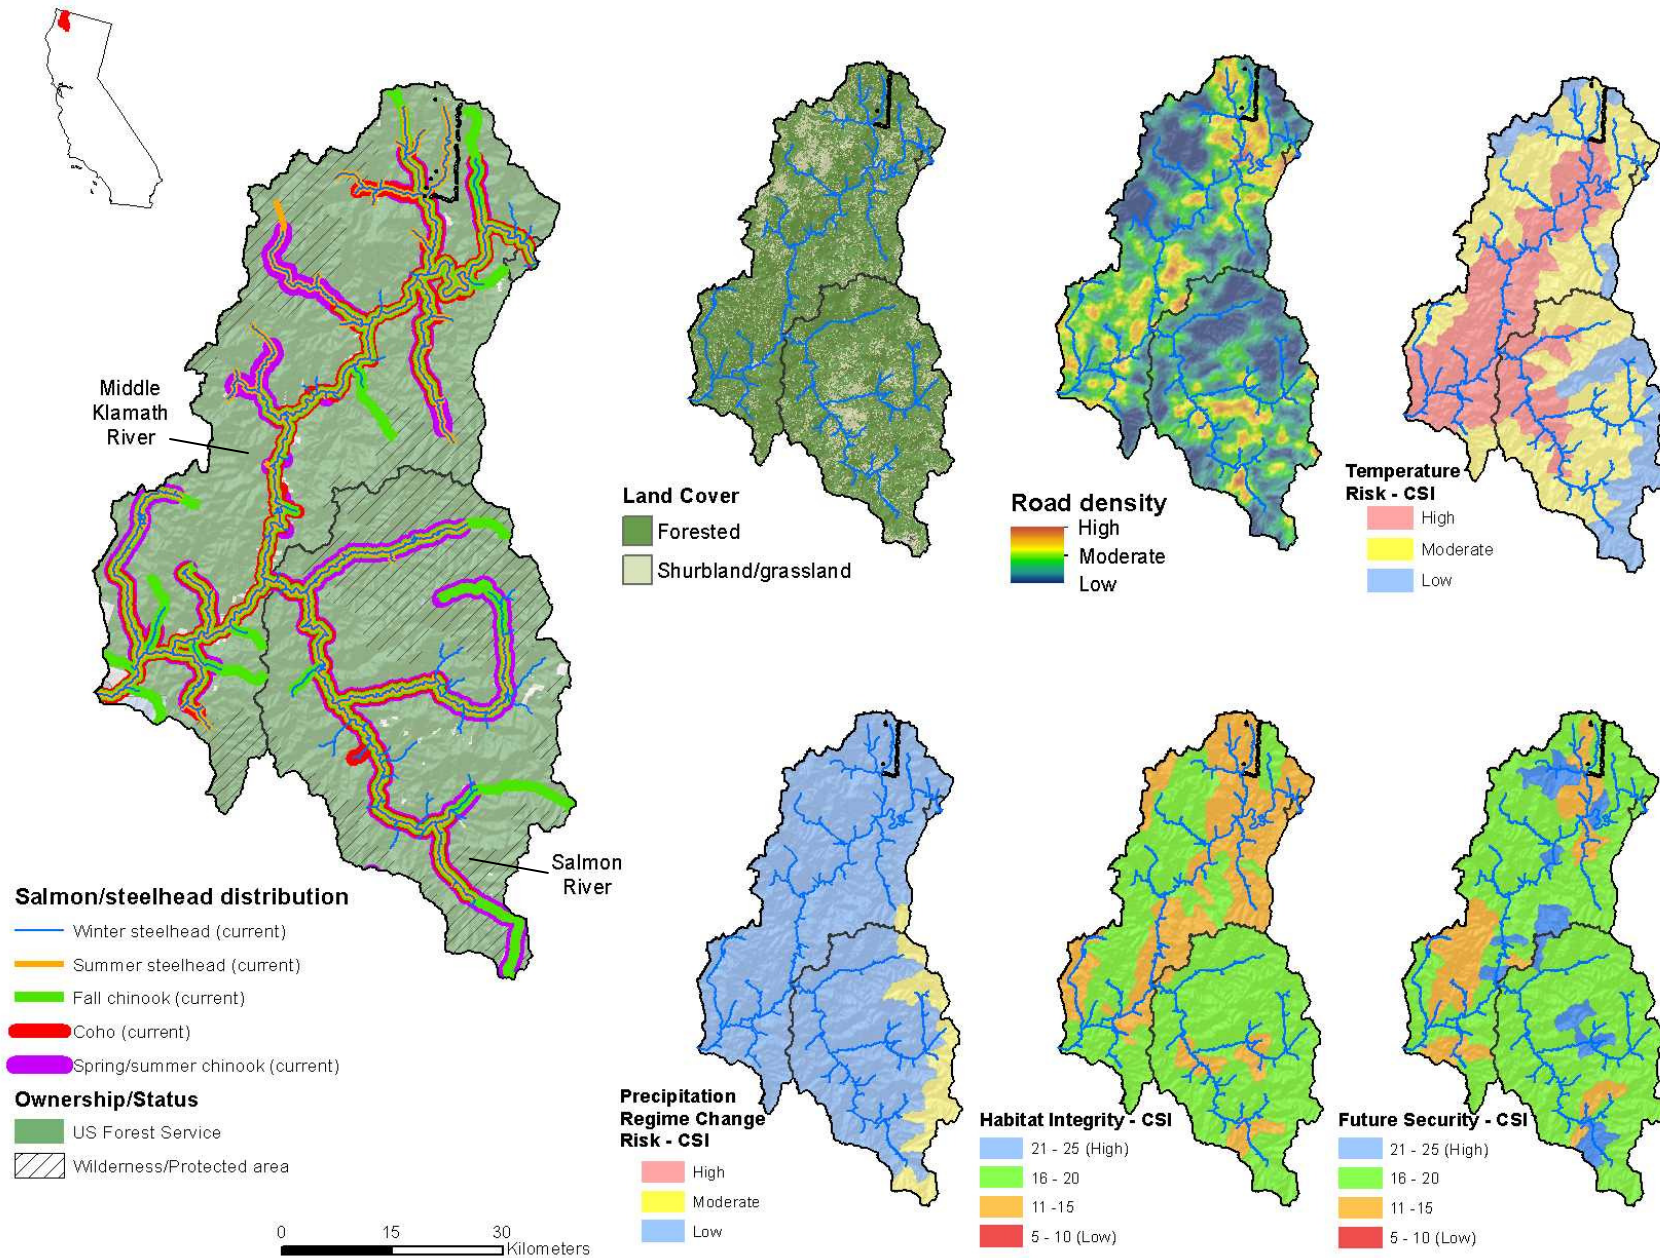 Middle
Klamath
River
Salmon
River
Salmon/steelhead distribution
Winter steelhead (current)
Summer steelhead (current)
Fall chinook (current)
Coho (current)
Spring/summer chinook (current)
Ownership/Status
US Forest Service
Wilderness/Protected area
0 15 30
Kilometers
Land Cover
Forested
Shurbland/grassland
Road density
High
Moderate
Low
Temperature
Risk - CSI
High
Moderate
Low
Precipitation
Regime Change
Risk - CSI
High
Moderate
Low
Habitat Integrity - CSI
21 - 25 (High)
16 - 20
11 -15
5 - 10 (Low)
Future Security - CSI
21 - 25 (High)
16 - 20
11 -15
5 - 10 (Low)